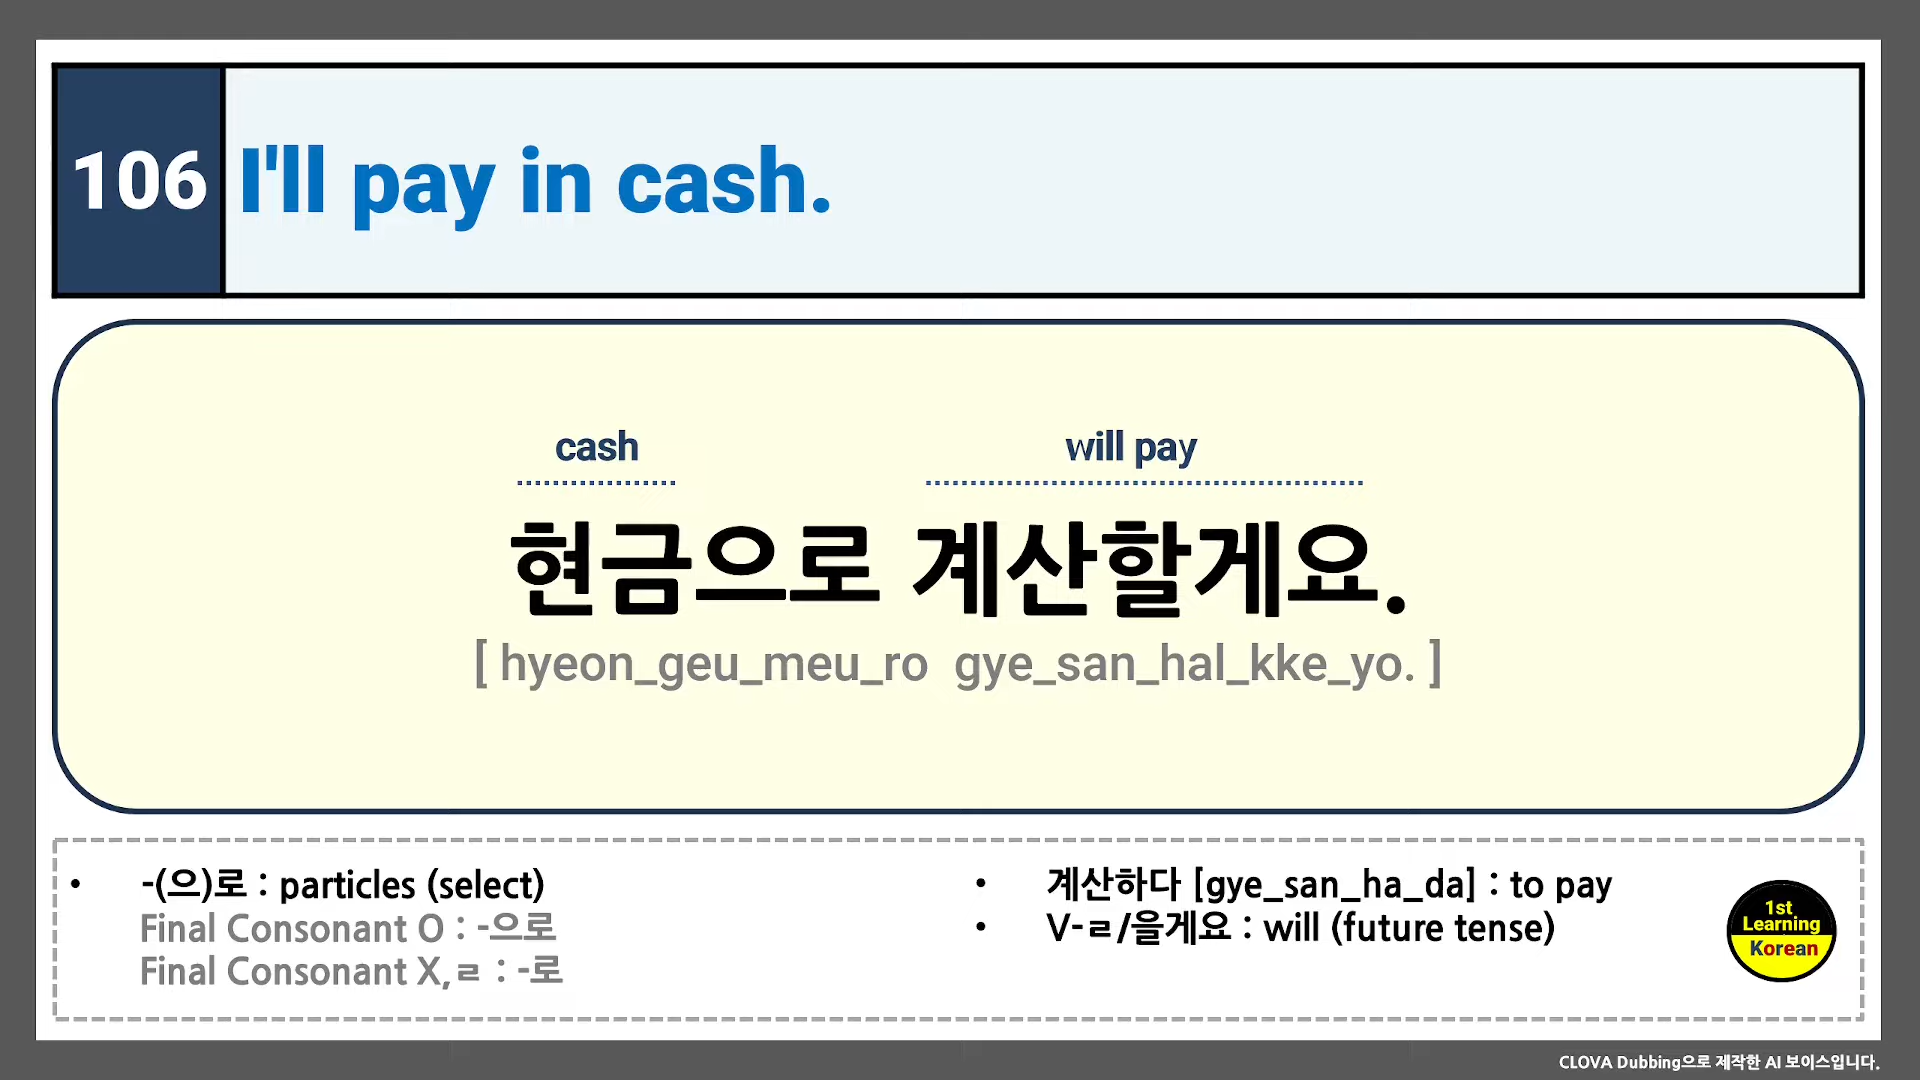 106 I'll pay in cash.
cash will pay
현금으로 계산할게요.
[ hyeon_geu_meu_ro gye_san_hal_kke_yo. ]
• -(으)로 : particles (select)
Final Consonant O : -으로
Final Consonant X,ㄹ : -로
• 계산하다 [gye_san_ha_da] : to pay
• V-ㄹ/을게요 : will (future tense)
1st
Learning
Korean
CLOVA Dubbing으로 제작한 AI 보이스입니다.